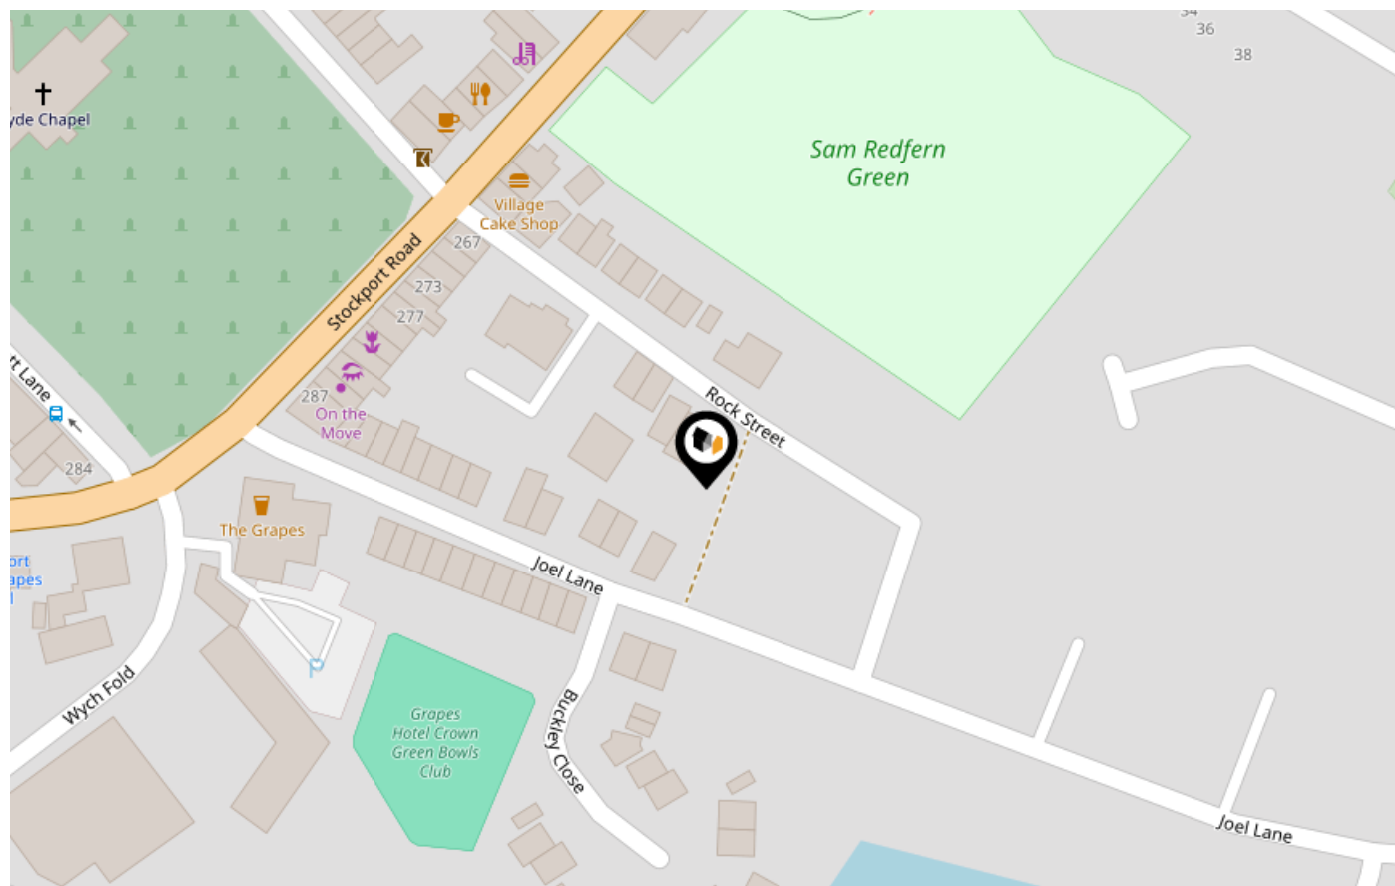 34
36
38
yde Chapel
Sam Redfern
Green
Village
Cake Shop
267
Stockport Road
273
277
287
On the
Move
tt Lane
284
Rock Street
The Grapes
ort
apes
l
Joel Lane
Wych Fold
Buckley Close
Grapes
Hotel Crown
Green Bowls
Club
P
Joel Lane